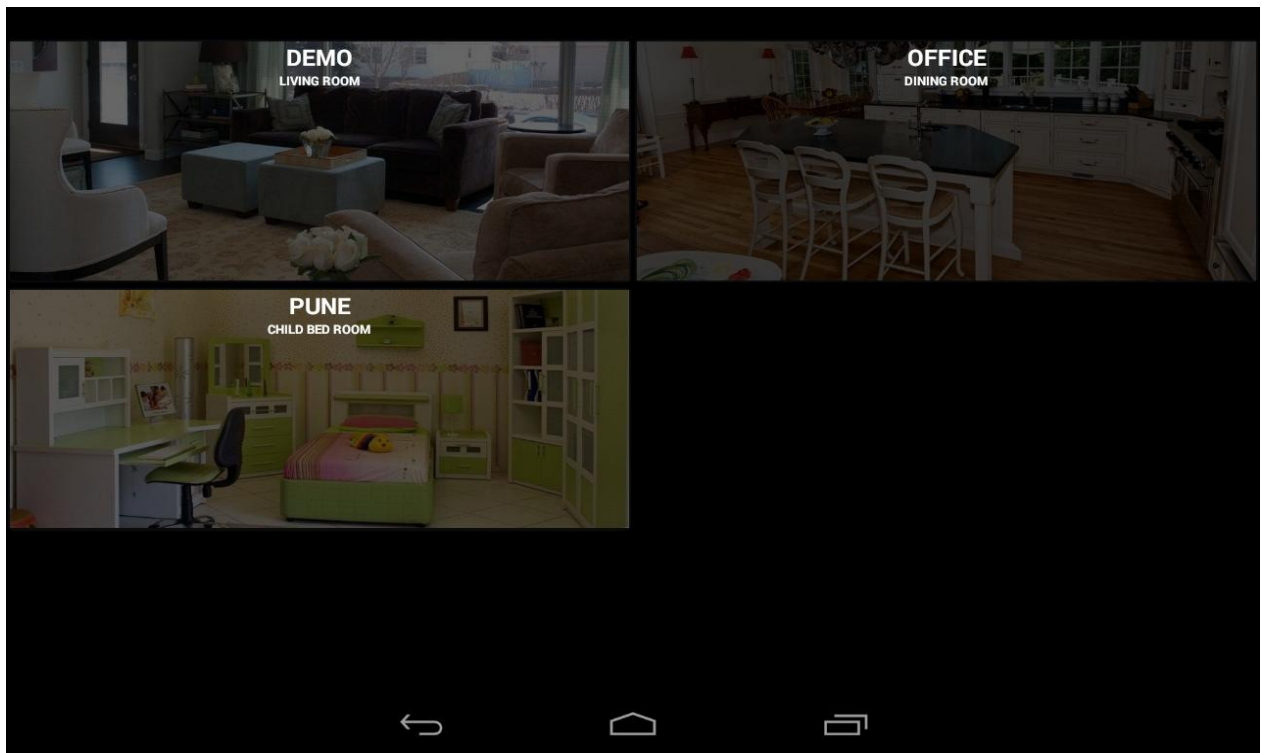 DEMO
LIVING ROOM
OFFICE
DINING ROOM
PUNE
CHILD BED ROOM